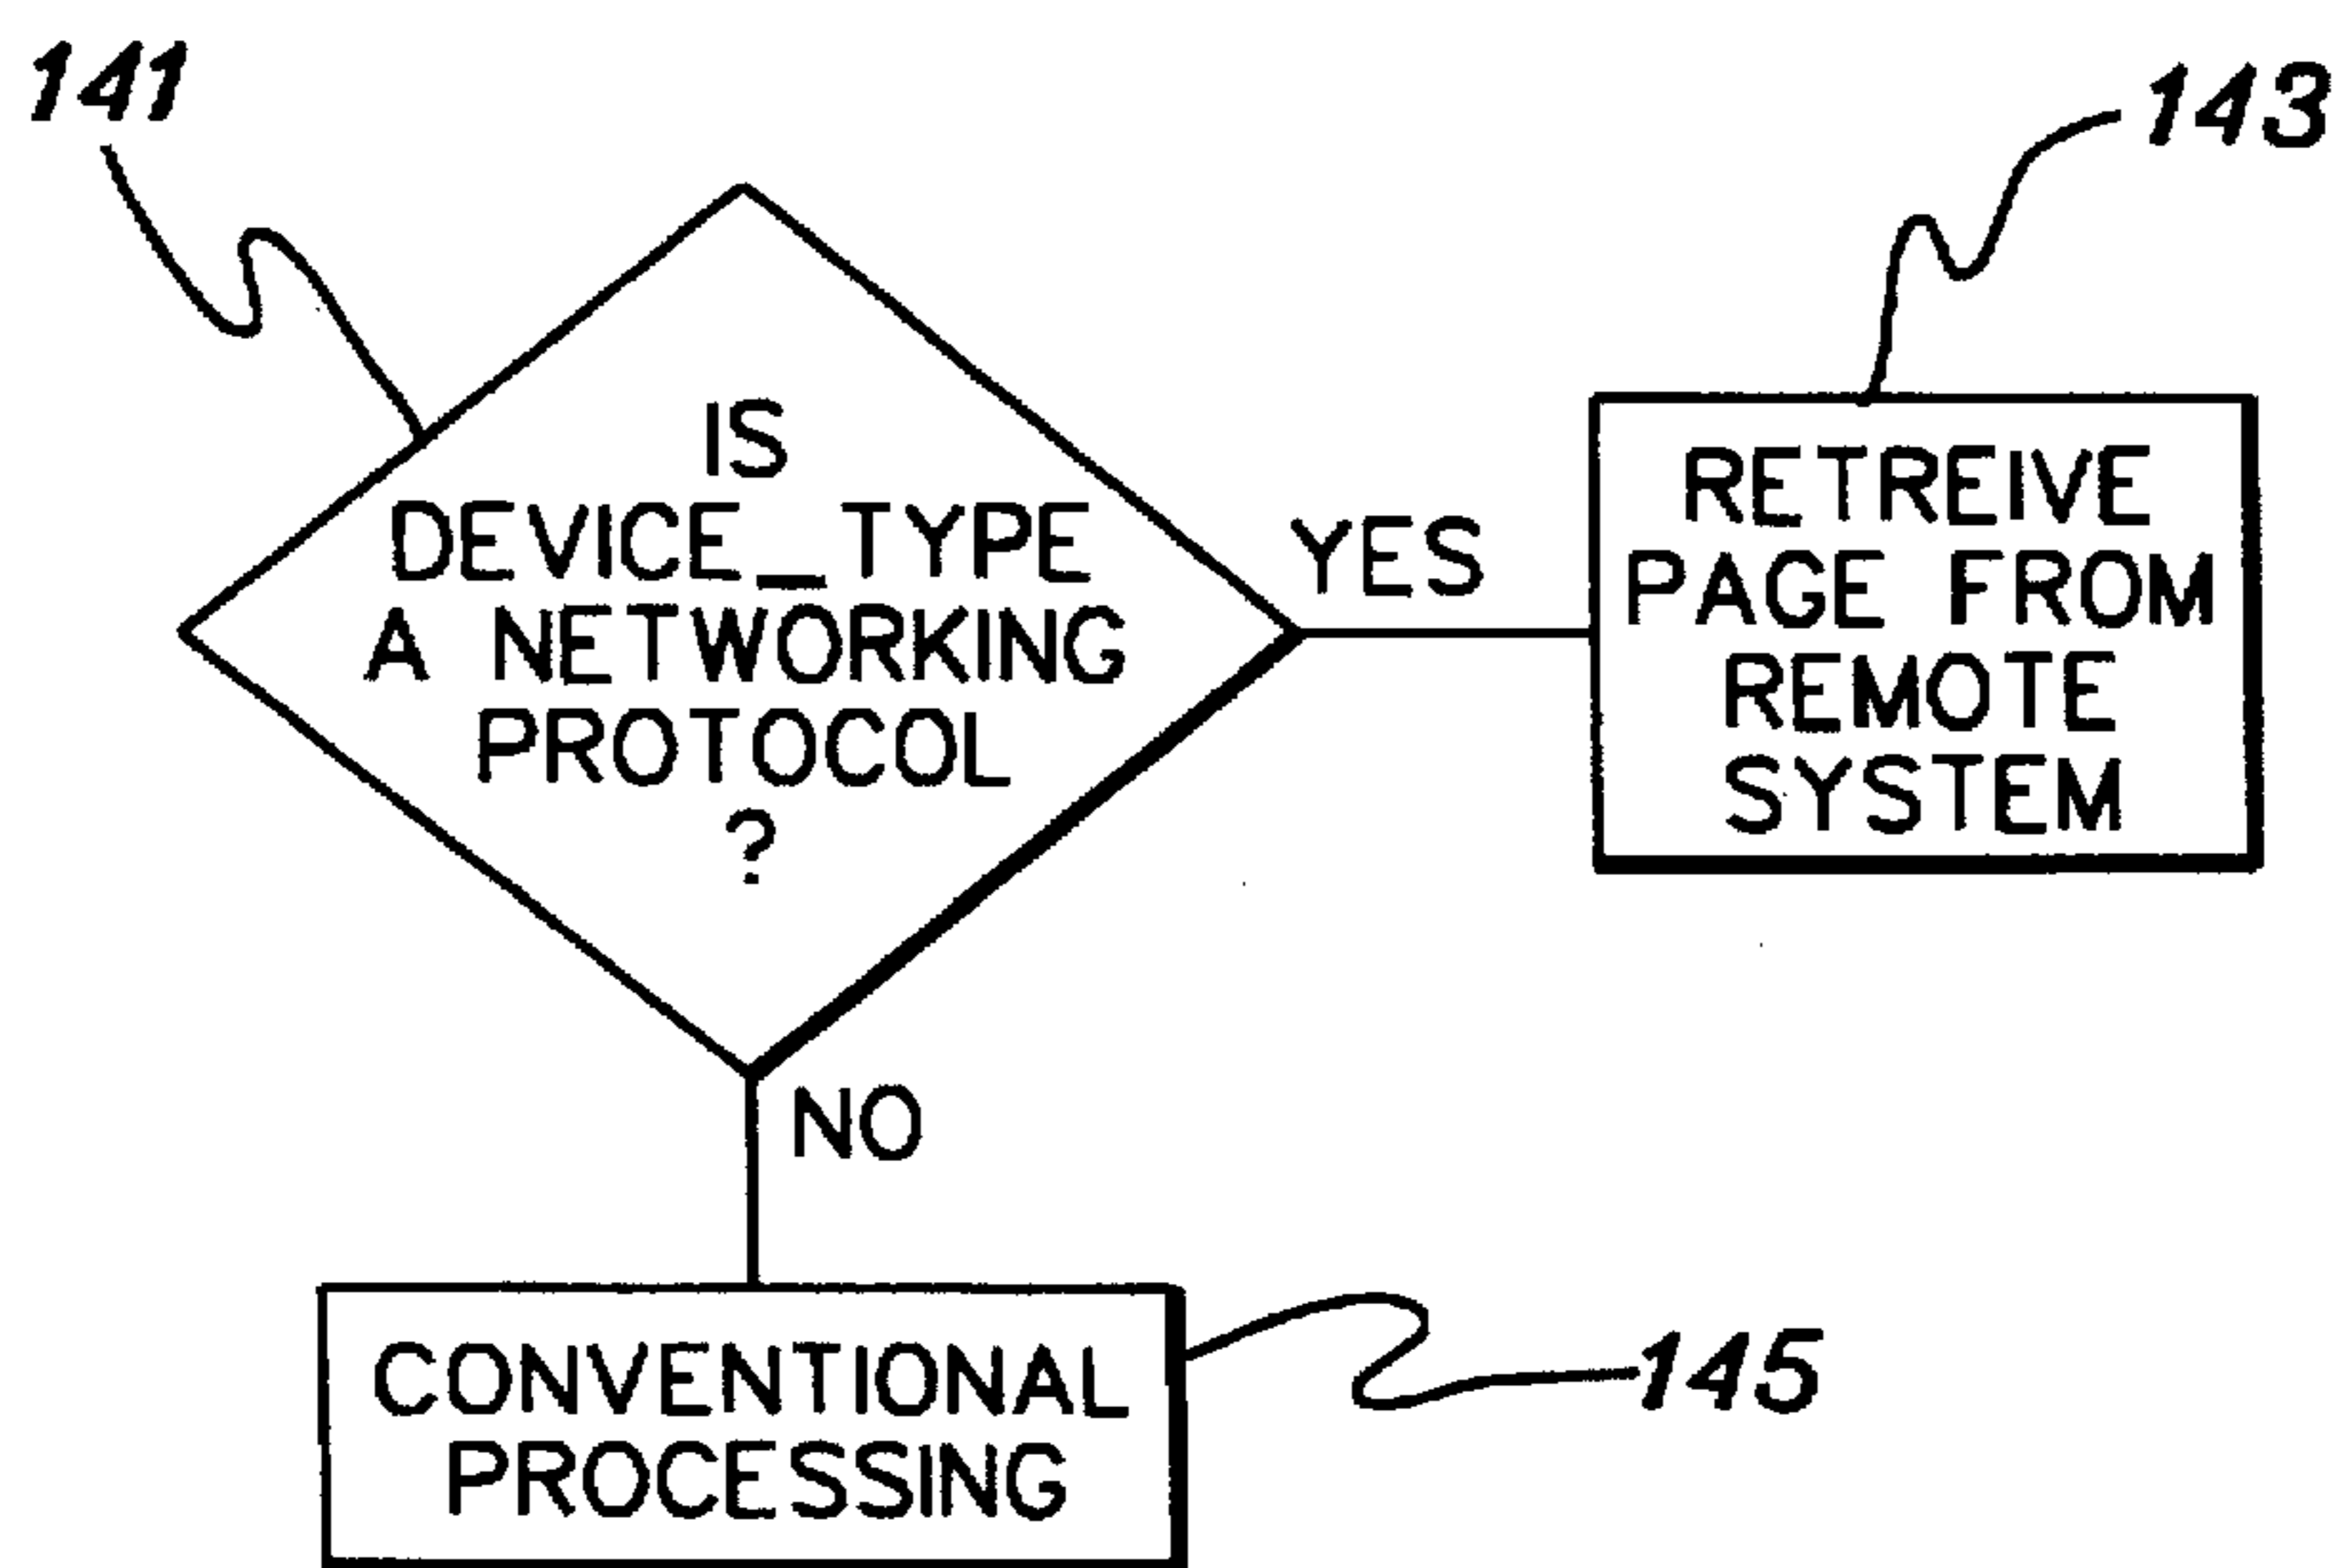 141
143
IS
DEVICE_TYPE
A NETWORKING
PROTOCOL
?
YES
RETREIVE
PAGE FROM
REMOTE
SYSTEM
NO
CONVENTIONAL
PROCESSING
145